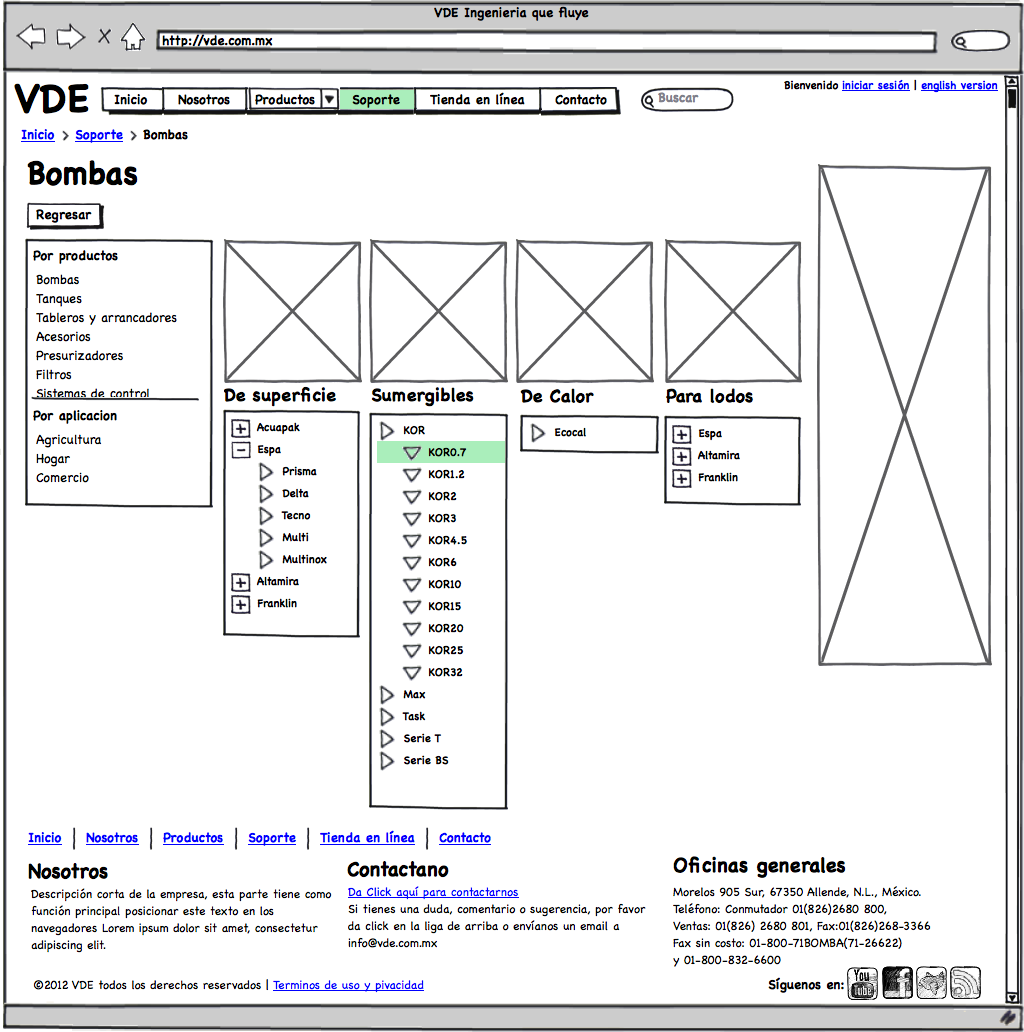 VDE Ingenieria que fluye
http://vde.com.mx
Bienvenido iniciar sesión | english version
VDE Inicio Nosotros Productos Soporte Tienda en línea Contacto Buscar
Inicio > Soporte > Bombas
Bombas
Regresar
Por productos
Bombas
Tanques
Tableros y arrancadores
Acesorios
Presurizadores
Filtros
Sistemas de control
Por aplicacion
Agricultura
Hogar
Comercio
De superficie
Acuapak
Espa
Prisma
Delta
Tecno
Multi
Multinox
Altamira
Franklin
Sumergibles
KOR
KOR0.7
KOR1.2
KOR2
KOR3
KOR4.5
KOR6
KOR10
KOR15
KOR20
KOR25
KOR32
Max
Task
Serie T
Serie BS
De Calor
Ecocal
Para lodos
Espa
Altamira
Franklin
Inicio | Nosotros | Productos | Soporte | Tienda en línea | Contacto
Nosotros
Descripción corta de la empresa, esta parte tiene como
función principal posicionar este texto en los
navegadores Lorem ipsum dolor sit amet, consectetur
adipiscing elit.
Contactano
Da Click aquí para contactarnos
Si tienes una duda, comentario o sugerencia, por favor
da click en la liga de arriba o envíanos un email a
info@vde.com.mx
Oficinas generales
Morelos 905 Sur, 67350 Allende, N.L., México.
Teléfono: Conmutador 01(826)2680 800,
Ventas: 01(826) 2680 801, Fax:01(826)268-3366
Fax sin costo: 01-800-71BOMBA(71-26622)
y 01-800-832-6600
©2012 VDE todos los derechos reservados | Terminos de uso y pivacidad
Síguenos en:
You
Tube
f